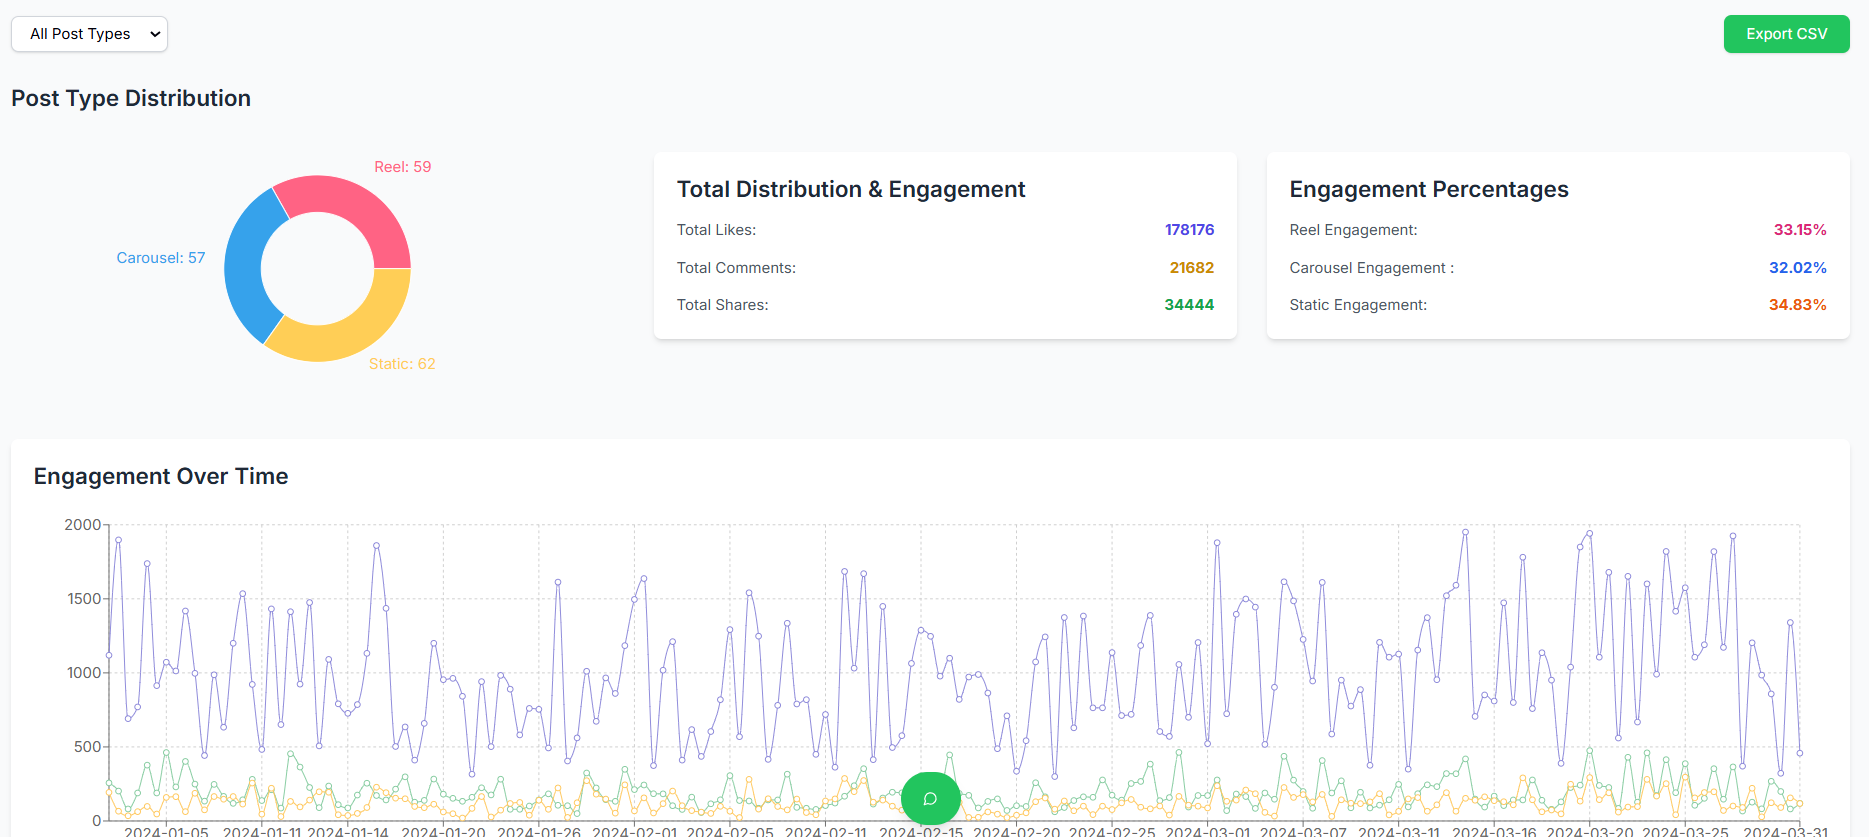 All Post Types
Export CSV
Post Type Distribution
Reel: 59
Carousel: 57
Static: 62
Total Distribution & Engagement
Total Likes: 178176
Total Comments: 21682
Total Shares: 34444
Engagement Percentages
Reel Engagement: 33.15%
Carousel Engagement : 32.02%
Static Engagement: 34.83%
Engagement Over Time
2000
1500
1000
500
0
2024-01-05 2024-01-11 2024-01-14 2024-01-20 2024-01-26 2024-02-01 2024-02-05 2024-02-11 2024-02-15 2024-02-20 2024-02-25 2024-03-01 2024-03-07 2024-03-11 2024-03-16 2024-03-20 2024-03-25 2024-03-31